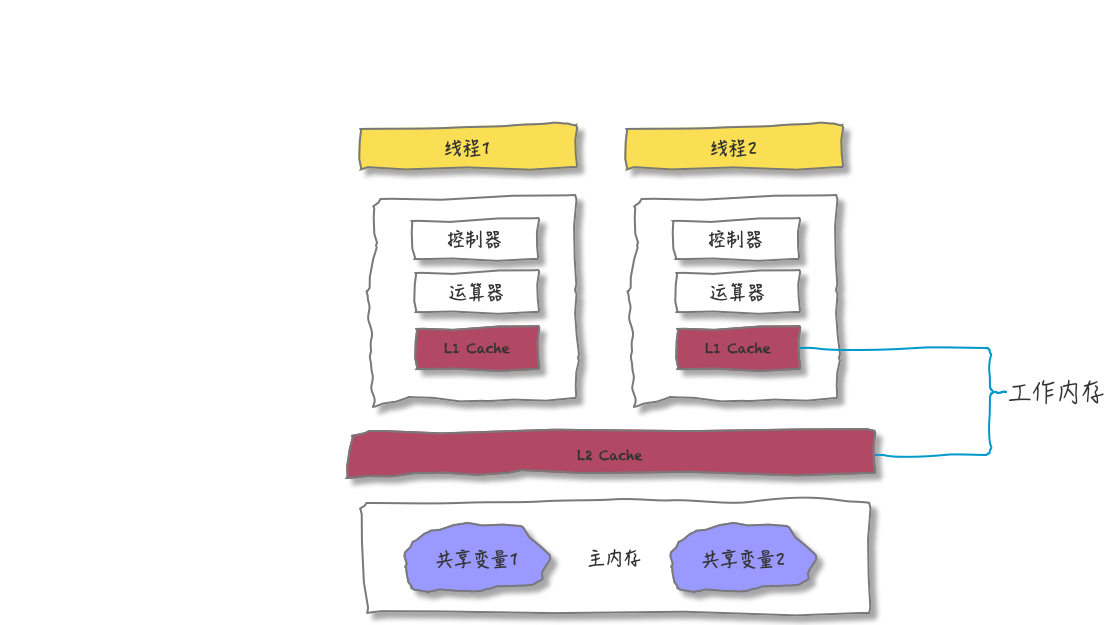 线程1
线程2
控制器
控制器
运算器
运算器
L1 Cache
L1 Cache
工作内存
L2 Cache
共享变量1
主内存
共享变量2